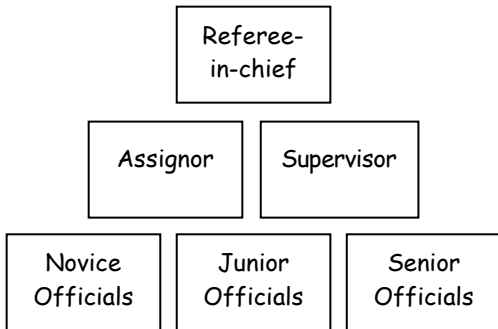 Referee-
in-chief
Assignor
Supervisor
Novice
Officials
Junior
Officials
Senior
Officials